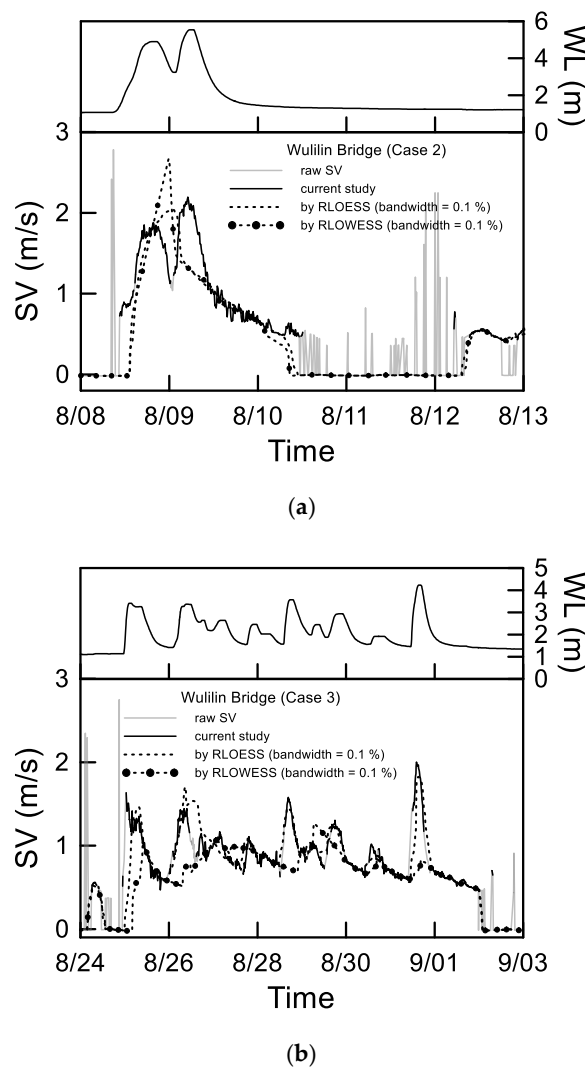 6
4
2
0
WL (m)
3
2
1
0
SV (m/s)
Wulilin Bridge (Case 2)
raw SV
current study
by RLOESS (bandwidth = 0.1 %)
by RLOWESS (bandwidth = 0.1 %)
8/08 8/09 8/10 8/11 8/12 8/13
Time
(a)
5
4
3
2
1
0
WL (m)
3
2
1
0
SV (m/s)
Wulilin Bridge (Case 3)
raw SV
current study
by RLOESS (bandwidth = 0.1 %)
by RLOWESS (bandwidth = 0.1 %)
8/24 8/26 8/28 8/30 9/01 9/03
Time
(b)